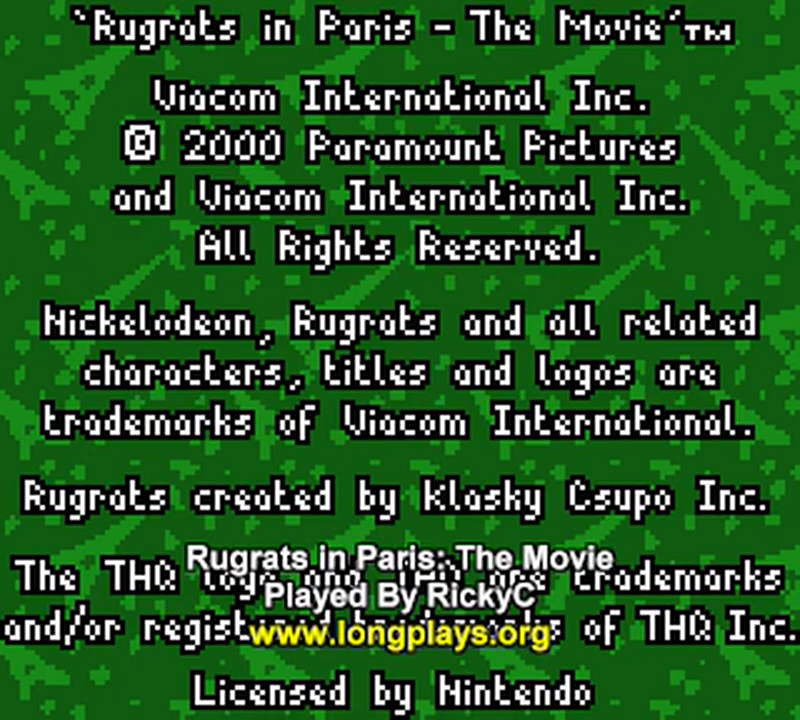 `Rugrats in Paris - The Movie´™
Viacom International Inc.
© 2000 Paramount Pictures
and Viacom International Inc.
All Rights Reserved.
Nickelodeon, Rugrats and all related
characters, titles and logos are
trademarks of Viacom International.
Rugrats created by Klasky Csupo Inc.
Rugrats in Paris: The Movie
The THQ logo and THQ are trademarks
Played By RickyC
and/or of THQ Inc.
www.longplays.org
Licensed by Nintendo